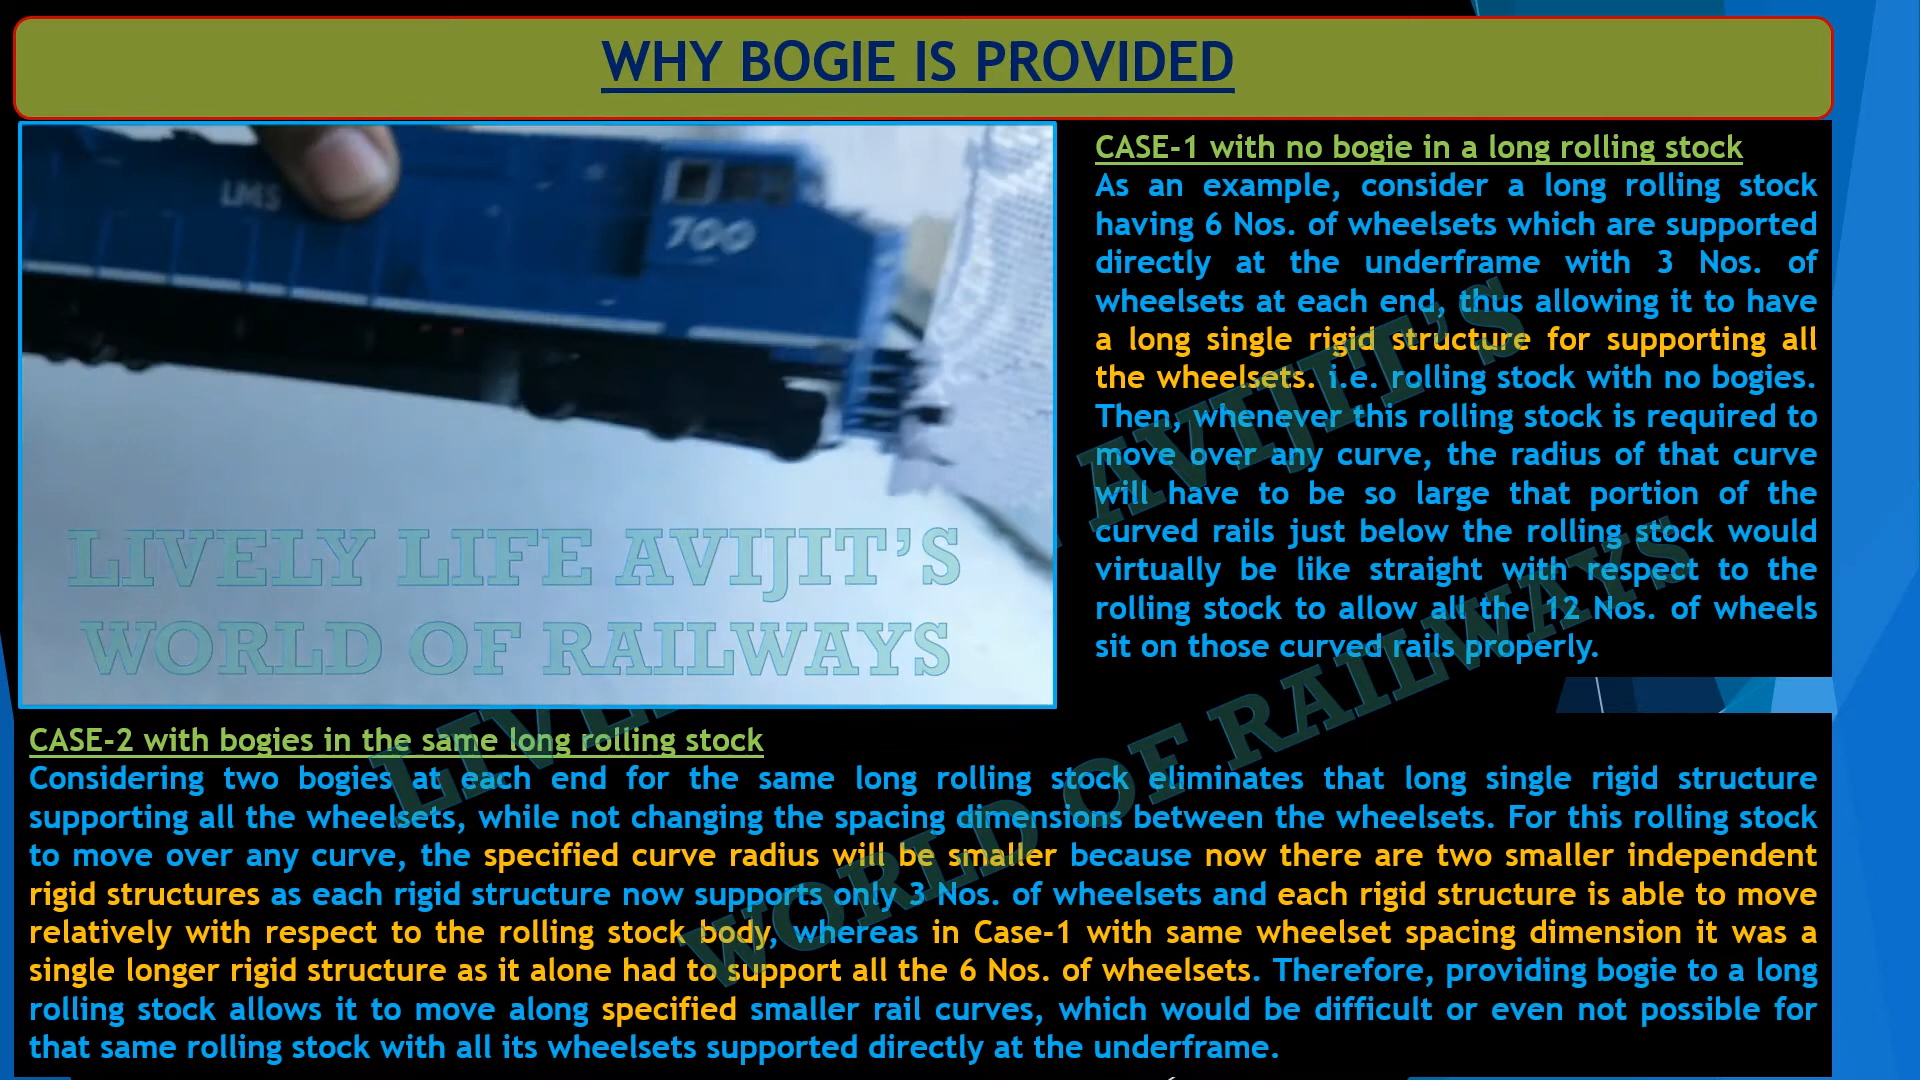 WHY BOGIE IS PROVIDED
LMS
700
LIVELY LIFE AVIJIT'S
WORLD OF RAILWAYS
CASE-1 with no bogie in a long rolling stock
As an example, consider a long rolling stock
having 6 Nos. of wheelsets which are supported
directly at the underframe with 3 Nos. of
wheelsets at each end, thus allowing it to have
a long single rigid structure for supporting all
the wheelsets. i.e. rolling stock with no bogies.
Then, whenever this rolling stock is required to
move over any curve, the radius of that curve
will have to be so large that portion of the
curved rails just below the rolling stock would
virtually be like straight with respect to the
rolling stock to allow all the 12 Nos. of wheels
sit on those curved rails properly.
CASE-2 with bogies in the same long rolling stock
Considering two bogies at each end for the same long rolling stock eliminates that long single rigid structure
supporting all the wheelsets, while not changing the spacing dimensions between the wheelsets. For this rolling stock
to move over any curve, the specified curve radius will be smaller because now there are two smaller independent
rigid structures as each rigid structure now supports only 3 Nos. of wheelsets and each rigid structure is able to move
relatively with respect to the rolling stock body, whereas in Case-1 with same wheelset spacing dimension it was a
single longer rigid structure as it alone had to support all the 6 Nos. of wheelsets. Therefore, providing bogie to a long
rolling stock allows it to move along specified smaller rail curves, which would be difficult or even not possible for
that same rolling stock with all its wheelsets supported directly at the underframe.
AVIJIT'S
WORLD OF RAILWAYS